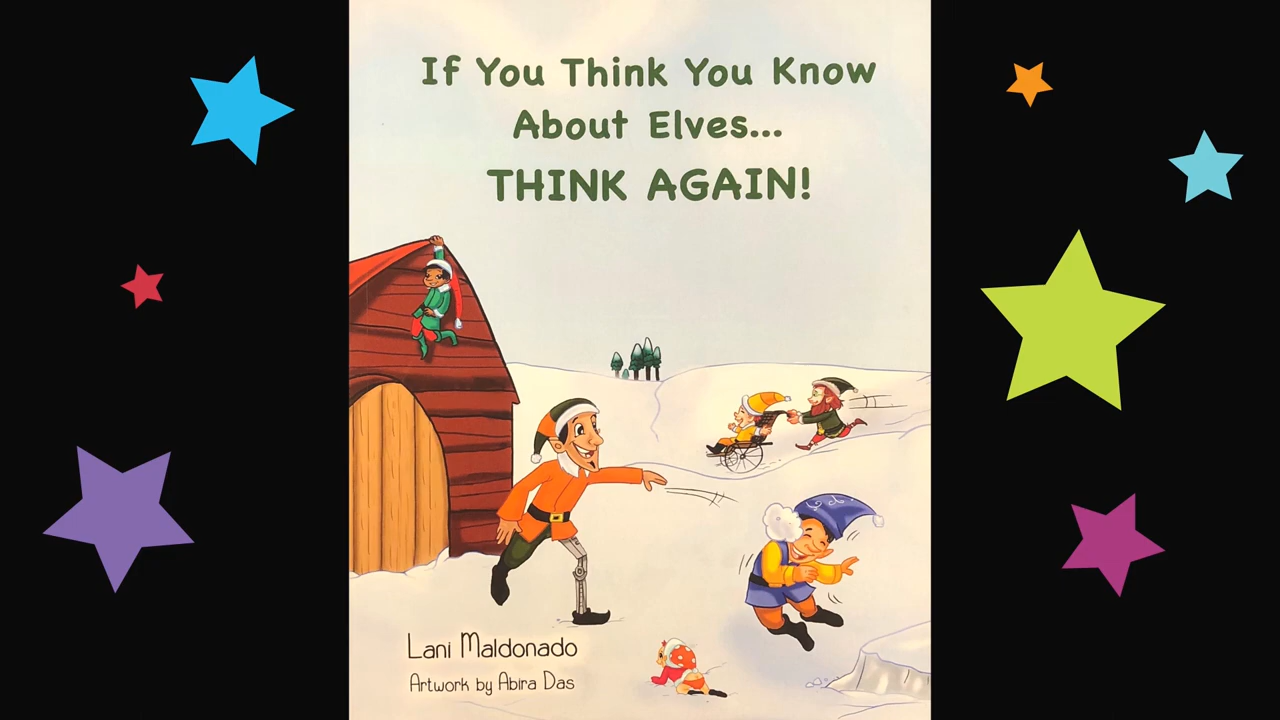 If You Think You Know
About Elves...
THINK AGAIN!
Lani Maldonado
Artwork by Abira Das